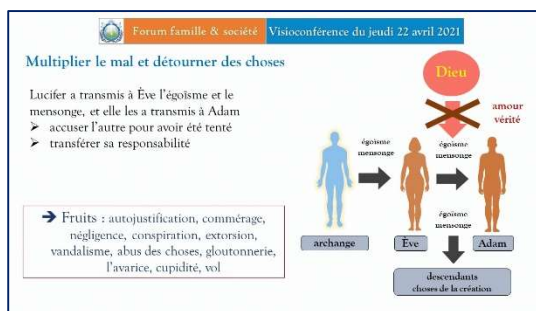 Forum famille & société
Visioconférence du jeudi 22 avril 2021
Multiplier le mal et détourner des choses
Lucifer a transmis à Ève l'égoïsme et le
mensonge, et elle les a transmis à Adam
➤ accuser l'autre pour avoir été tenté
➤ transférer sa responsabilité
➔ Fruits : autojustification, commérage,
négligence, conspiration, extorsion,
vandalisme, abus des choses, gloutonnerie,
l'avarice, cupidité, vol
Dieu
amour
vérité
égoïsme
mensonge
égoïsme
mensonge
égoïsme
mensonge
archange
Ève
Adam
descendants
choses de la création